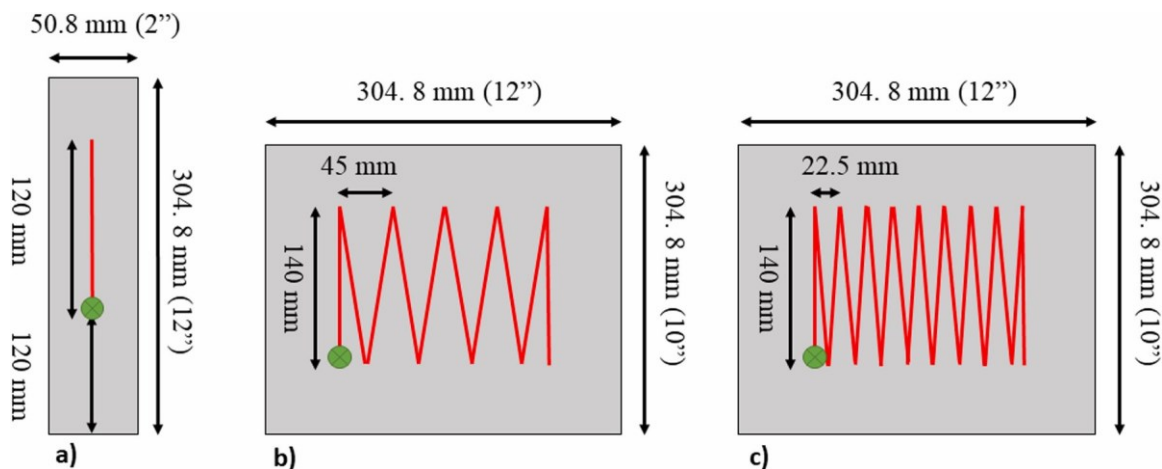 50.8 mm (2”)
120 mm
120 mm
304. 8 mm (12”)
a)
304. 8 mm (12”)
45 mm
140 mm
304. 8 mm (10”)
b)
304. 8 mm (12”)
22.5 mm
140 mm
304. 8 mm (10”)
c)